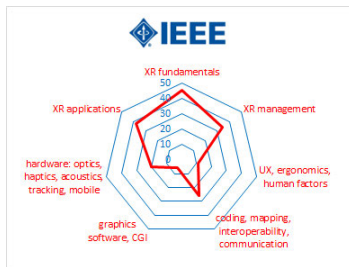 IEEE
XR fundamentals
50
40
30
20
10
0
XR management
UX, ergonomics,
human factors
coding, mapping,
interoperability,
communication
graphics
software, CGI
hardware: optics,
haptics, acoustics,
tracking, mobile
XR applications